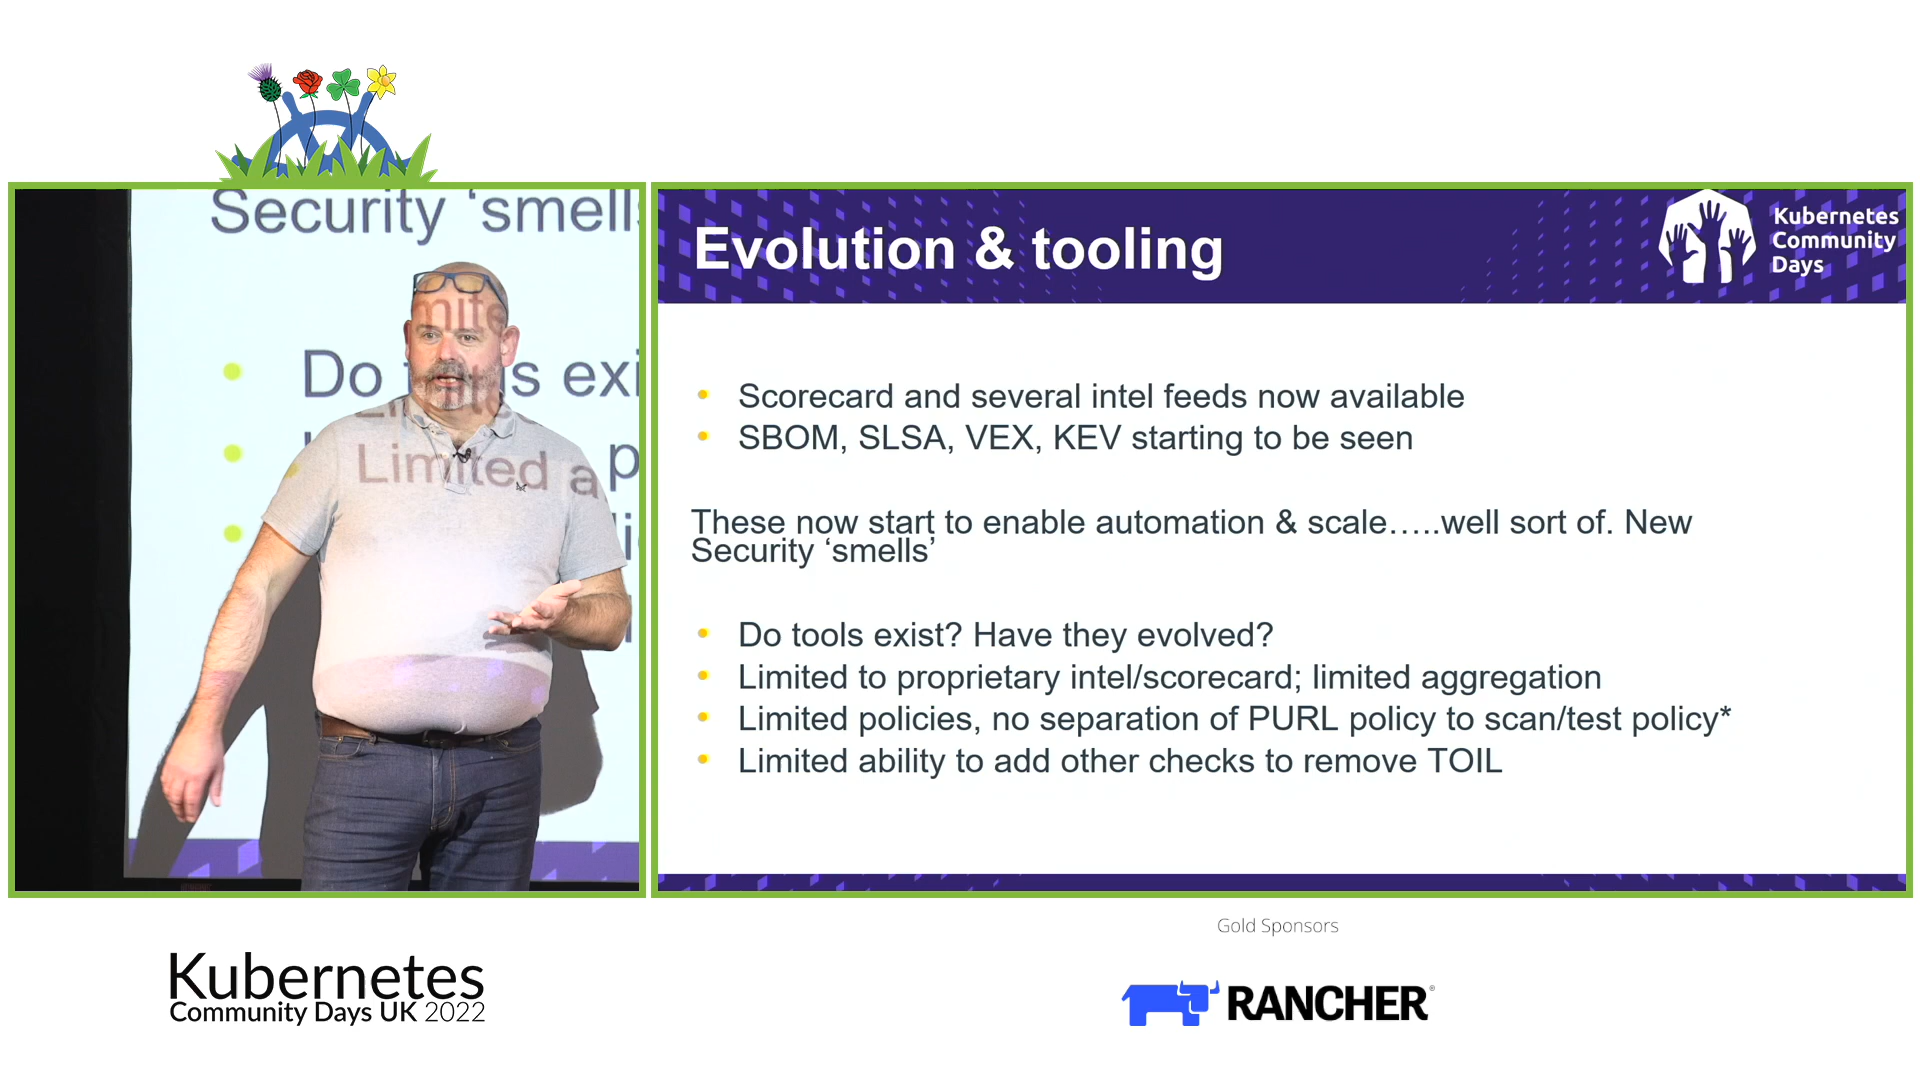 Security ‘smells
mite
Do
s exi
Limited a
p
Evolution & tooling
Kubernetes
Community
Days
Scorecard and several intel feeds now available
SBOM, SLSA, VEX, KEV starting to be seen
These now start to enable automation & scale…..well sort of. New
Security ‘smells’
Do tools exist? Have they evolved?
Limited to proprietary intel/scorecard; limited aggregation
Limited policies, no separation of PURL policy to scan/test policy*
Limited ability to add other checks to remove TOIL
Gold Sponsors
Kubernetes
Community Days UK 2022
RANCHER®